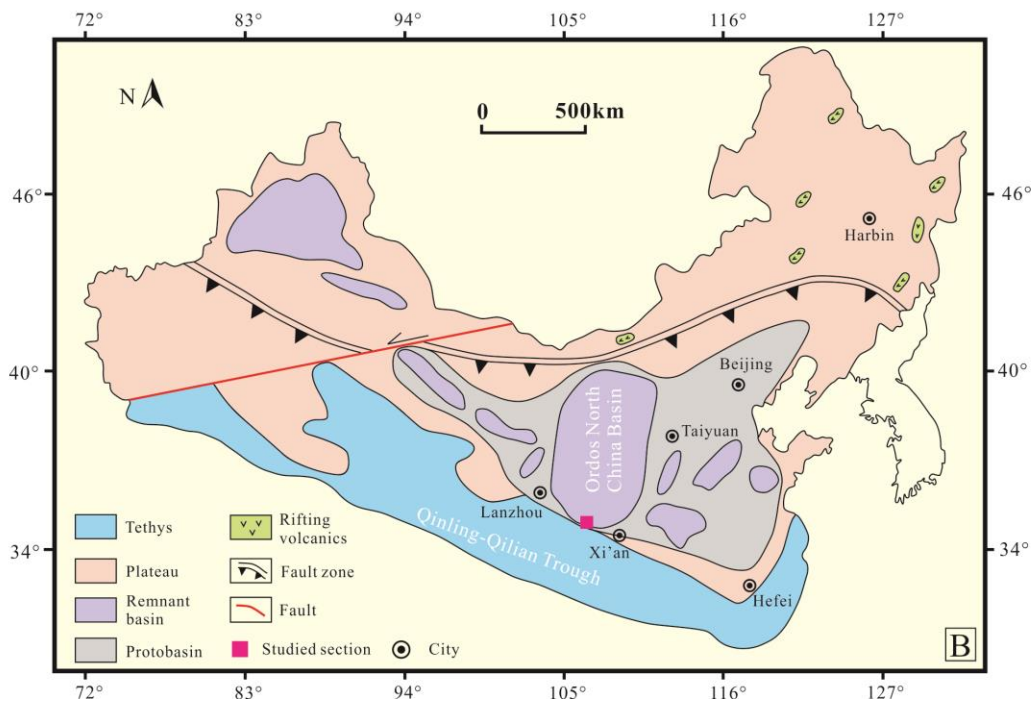 72°
83°
94°
105°
116°
127°
N
0
500km
46°
46°
Harbin
40°
40°
Beijing
Taiyuan
Ordos North
China Basin
Lanzhou
Xi'an
Qinling-Qilian Trough
34°
34°
Hefei
Tethys
Rifting
volcanics
Plateau
Fault zone
Remnant
basin
Fault
Protobasin
Studied section
City
B
72°
83°
94°
105°
116°
127°